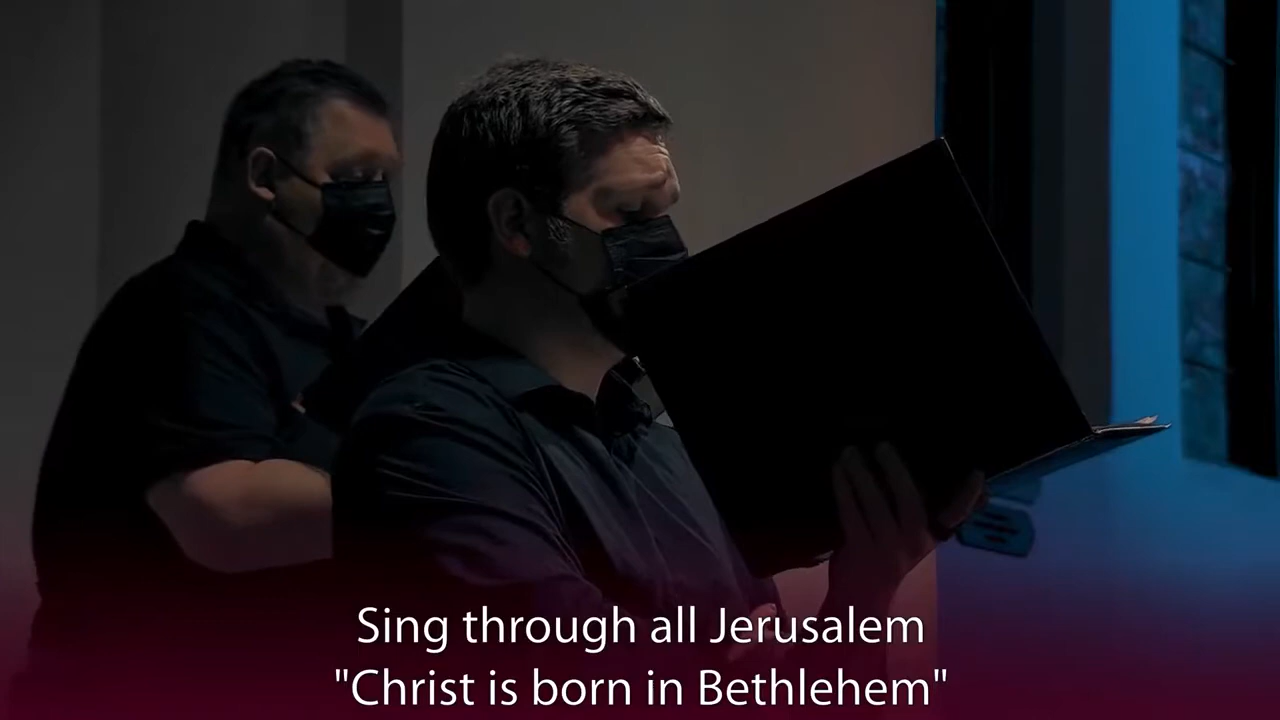 Sing through all Jerusalem
"Christ is born in Bethlehem"